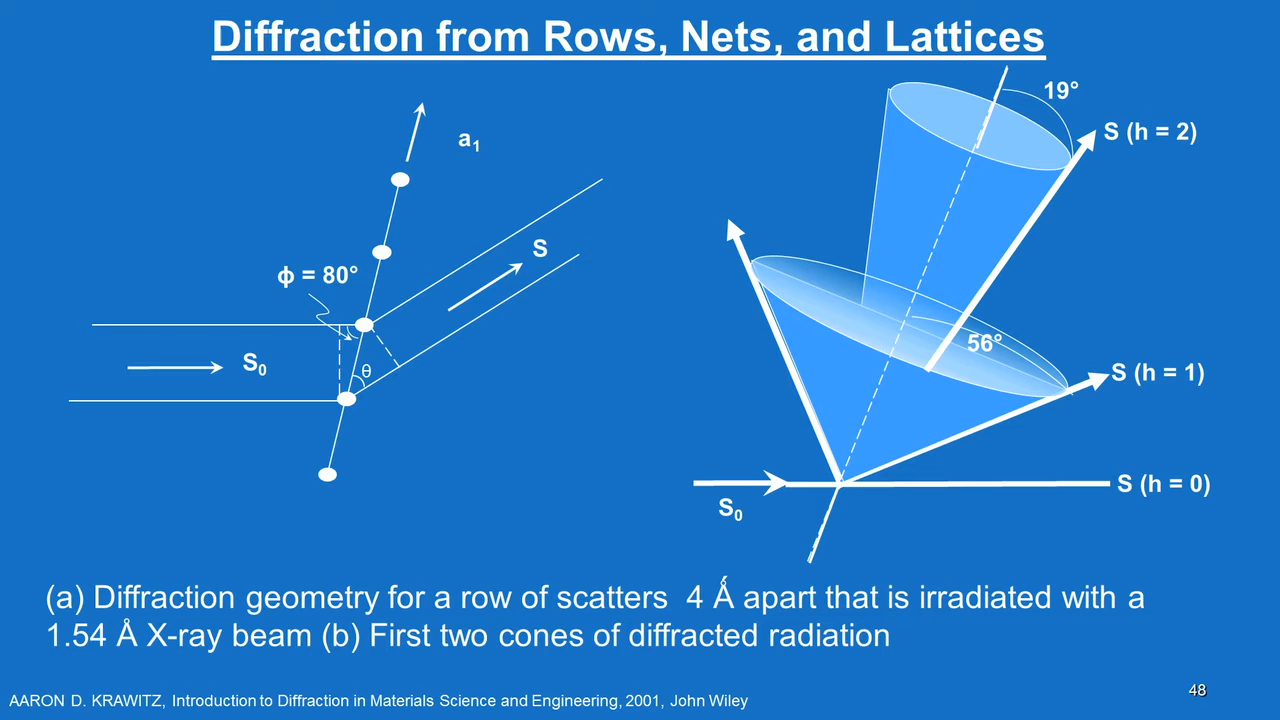 Diffraction from Rows, Nets, and Lattices
a1
ϕ = 80°
S
S0
θ
19°
S (h = 2)
56°
S (h = 1)
S (h = 0)
S0
(a) Diffraction geometry for a row of scatters 4 Ǻ apart that is irradiated with a
1.54 Å X-ray beam (b) First two cones of diffracted radiation
AARON D. KRAWITZ, Introduction to Diffraction in Materials Science and Engineering, 2001, John Wiley
48